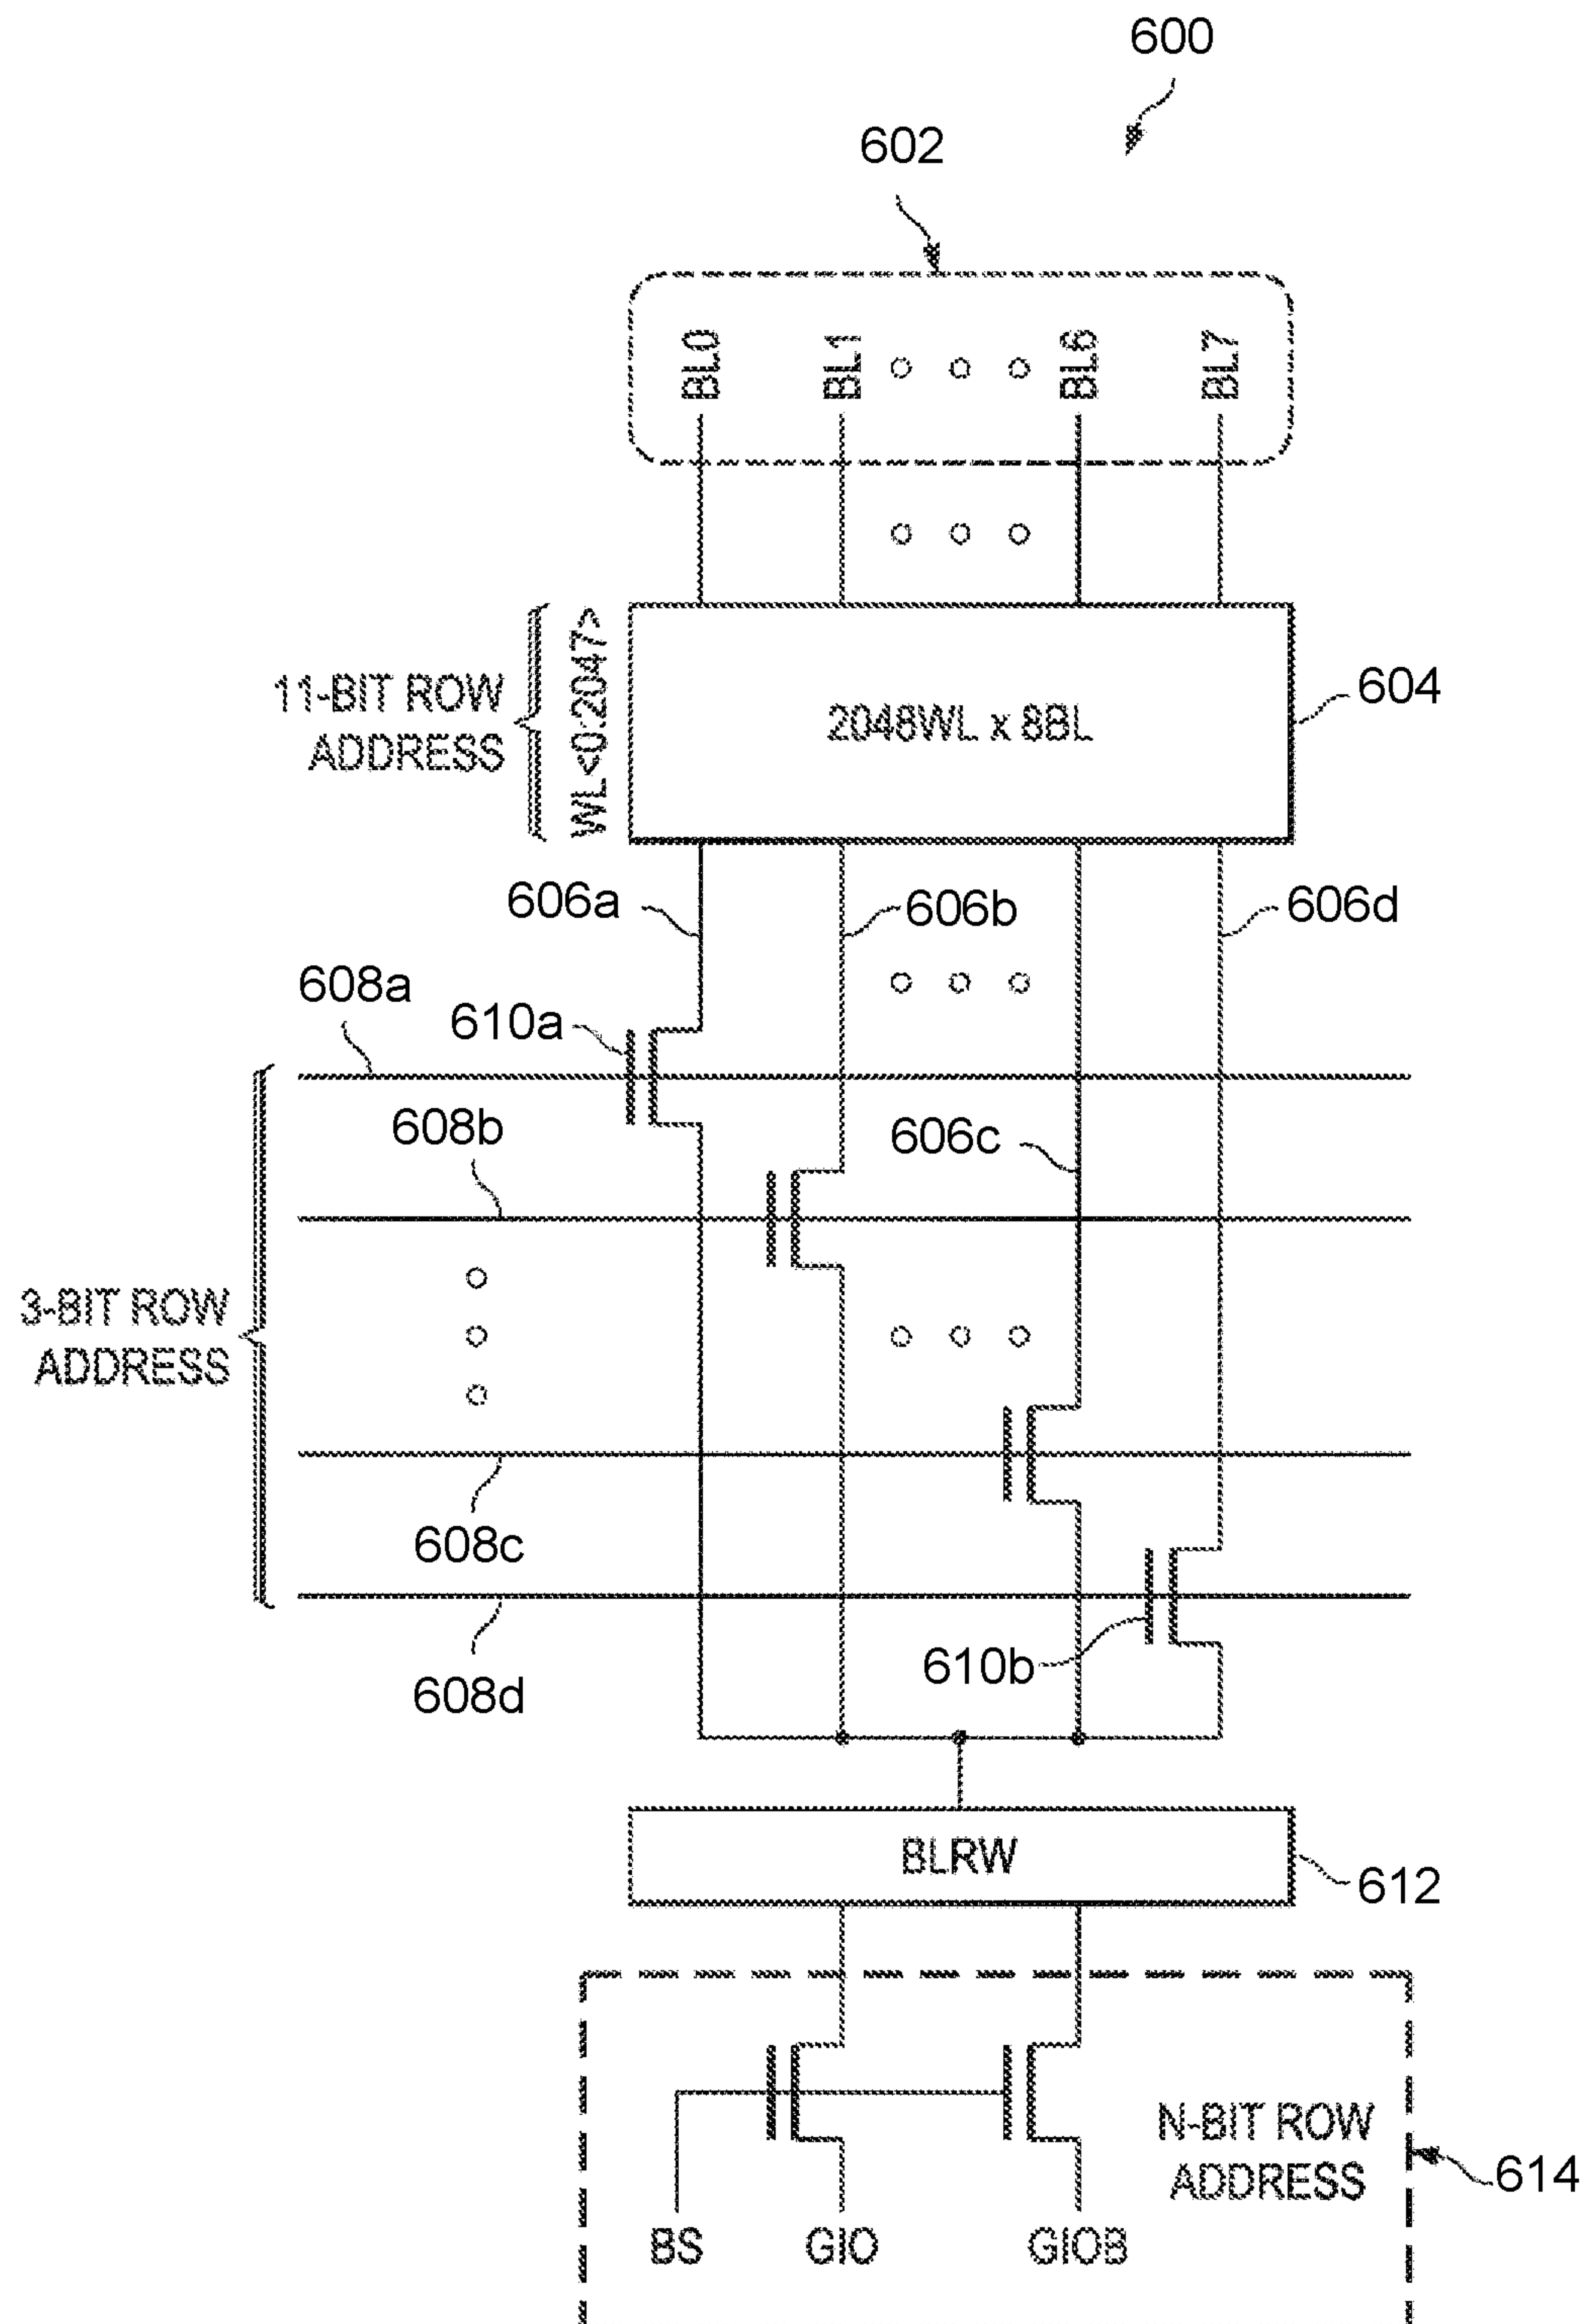 600
602
BL0 BL1 BL6 BL7
11-BIT ROW
ADDRESS
WL <0:2047>
2048WL x 8BL
604
606a
606b
606d
608a
610a
608b
606c
3-BIT ROW
ADDRESS
608c
610b
608d
BLRW
612
N-BIT ROW
ADDRESS
614
BS GIO GIOB